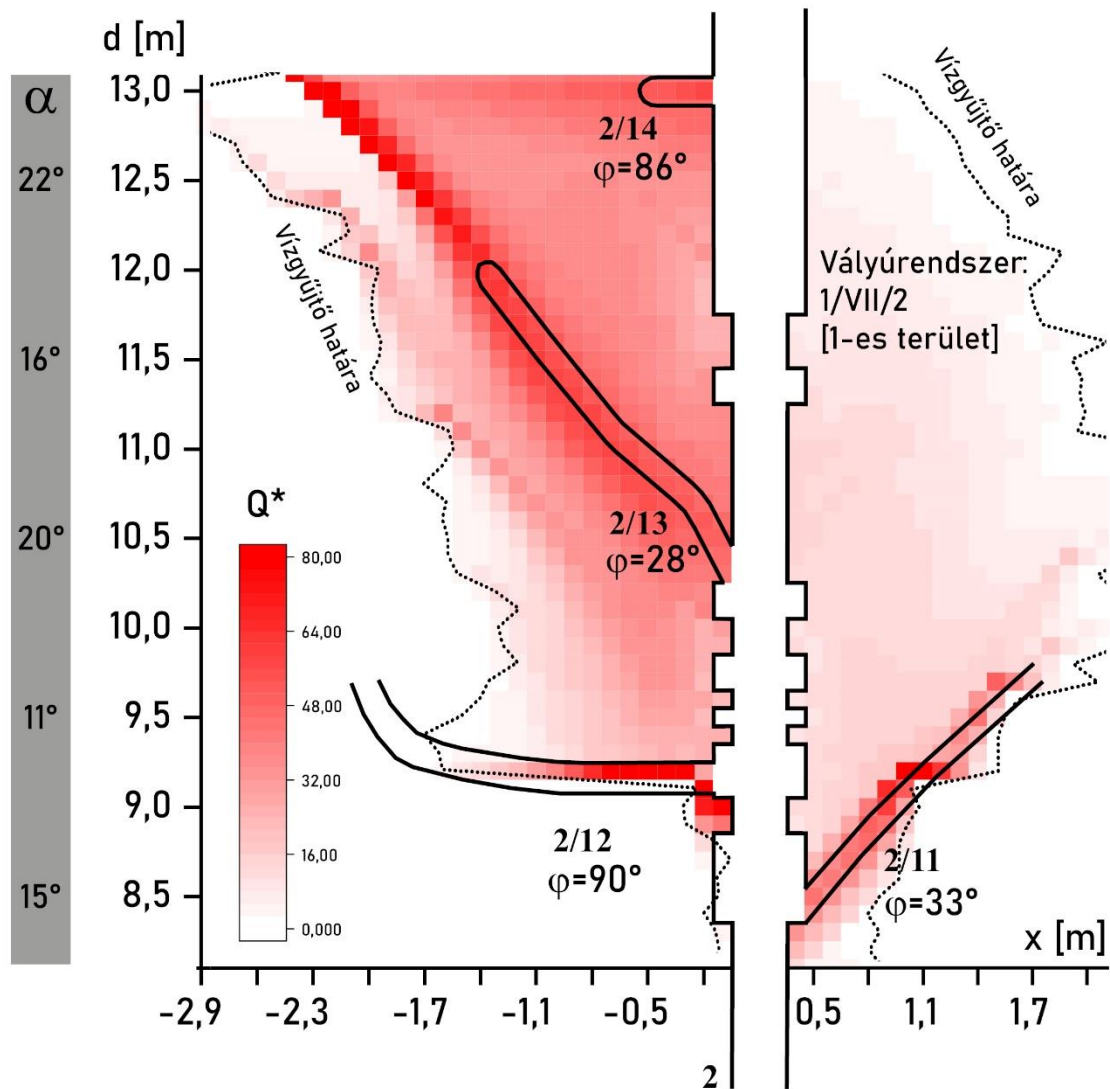 d [m]
α
13,0
12,5
12,0
11,5
11,0
10,5
10,0
9,5
9,0
8,5
22°
16°
20°
11°
15°
2/14
φ=86°
Vízgyűjtő határa
Vízgyűjtő határa
Vályúrendszer:
1/VII/2
[1-es terület]
2/13
φ=28°
Q*
80,00
64,00
48,00
32,00
16,00
0,000
2/12
φ=90°
2/11
φ=33°
x [m]
-2,9
-2,3
-1,7
-1,1
-0,5
0,5
1,1
1,7
2